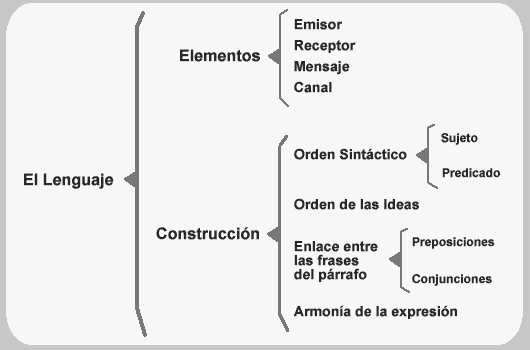 El Lenguaje
Elementos
Emisor
Receptor
Mensaje
Canal
Construcción
Orden Sintáctico
Sujeto
Predicado
Orden de las Ideas
Enlace entre
las frases
del párrafo
Preposiciones
Conjunciones
Armonía de la expresión